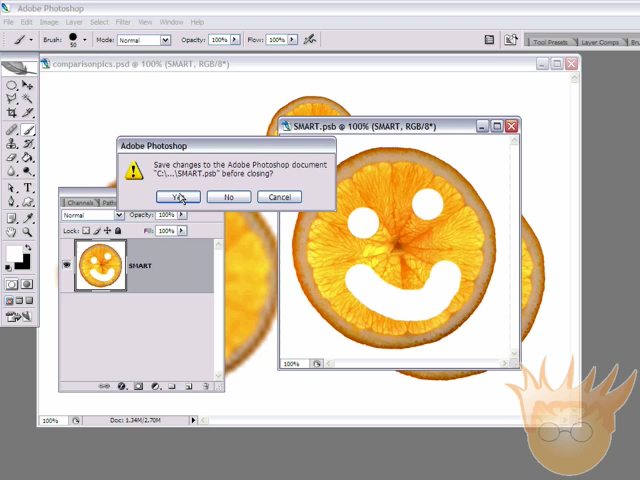 Adobe Photoshop
File Edit Image Layer Select Filter View Window Help
Brush: 50 Mode: Normal Opacity: 100% Flow: 100%
Tool Presets Layer Comps
comparisonpics.psd @ 100% (SMART, RGB/8*)
SMART.psb @ 100% (SMART, RGB/8*)
Adobe Photoshop
Save changes to the Adobe Photoshop document
"C:\...\SMART.psb" before closing?
No Cancel
Channels
Normal Opacity: 100%
Lock: Fill: 100%
SMART
100%
100% Doc: 1.34M/2.70M